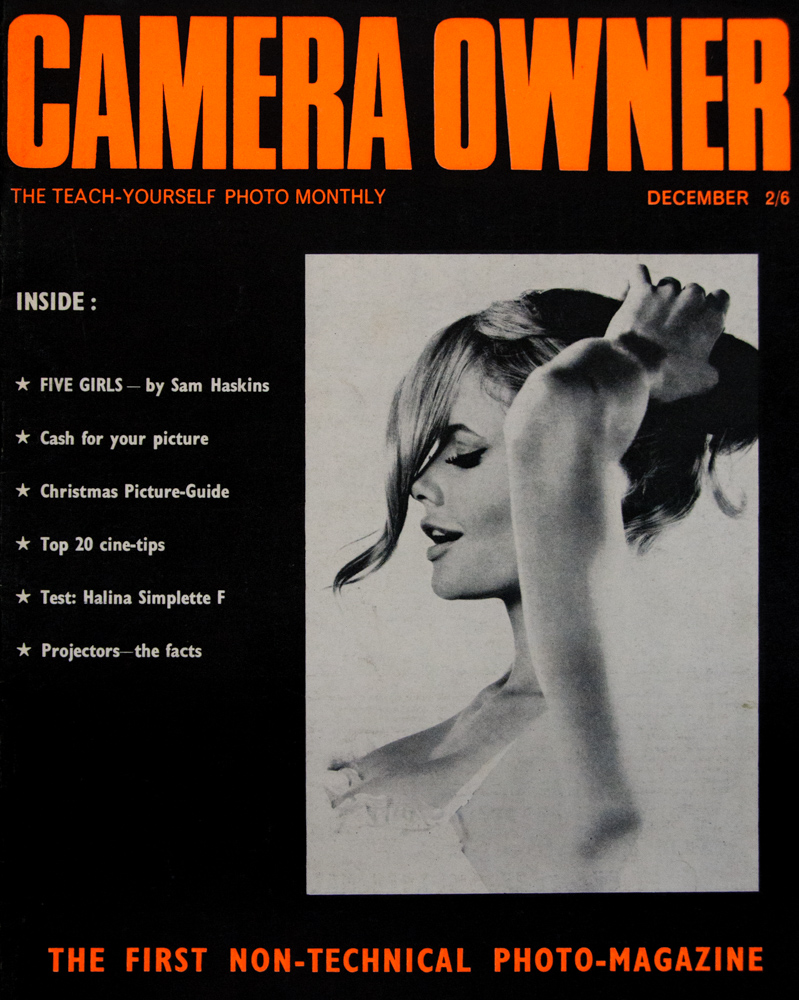 CAMERA OWNER
THE TEACH-YOURSELF PHOTO MONTHLY
DECEMBER 2/6
INSIDE :
★ FIVE GIRLS — by Sam Haskins
★ Cash for your picture
★ Christmas Picture-Guide
★ Top 20 cine-tips
★ Test: Halina Simplette F
★ Projectors—the facts
THE FIRST NON-TECHNICAL PHOTO-MAGAZINE